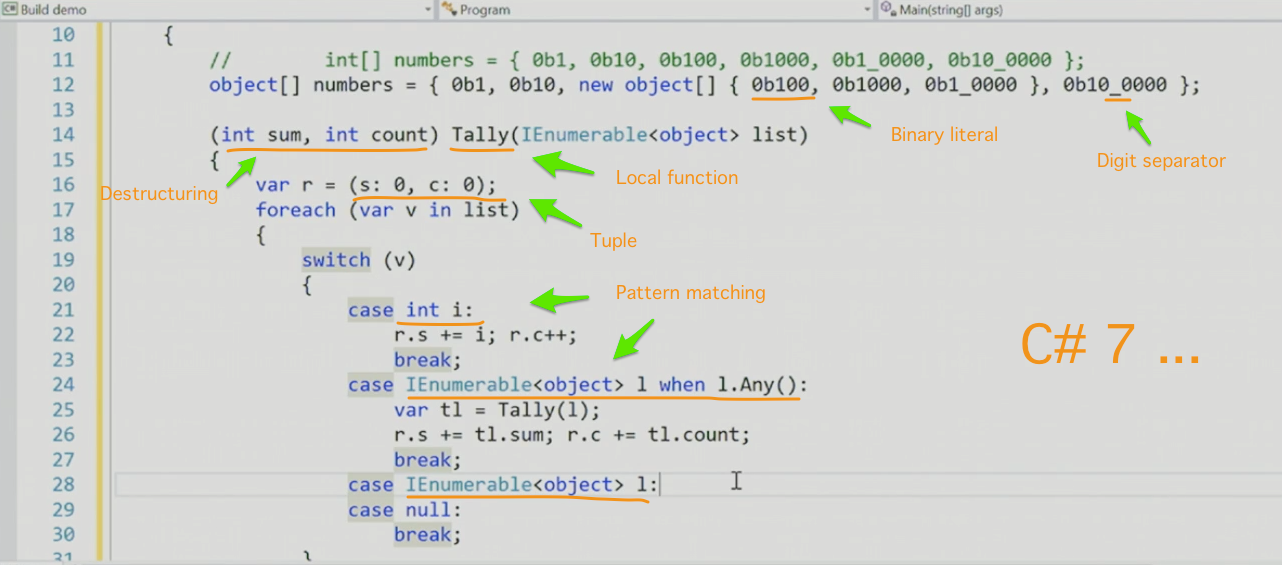 Build demo Program Main(string[] args)
10 {
11 // int[] numbers = { 0b1, 0b10, 0b100, 0b1000, 0b1_0000, 0b10_0000 };
12 object[] numbers = { 0b1, 0b10, new object[] { 0b100, 0b1000, 0b1_0000 }, 0b10_0000 };
13
Binary literal
14 (int sum, int count) Tally(IEnumerable<object> list)
Digit separator
15 {
Destructuring
Local function
16 var r = (s: 0, c: 0);
17 foreach (var v in list)
18 {
Tuple
19 switch (v)
20 {
Pattern matching
21 case int i:
22 r.s += i; r.c++;
C# 7 ...
23 break;
24 case IEnumerable<object> l when l.Any():
25 var tl = Tally(l);
26 r.s += tl.sum; r.c += tl.count;
27 break;
28 case IEnumerable<object> l:
29 case null:
30 break;
31 }